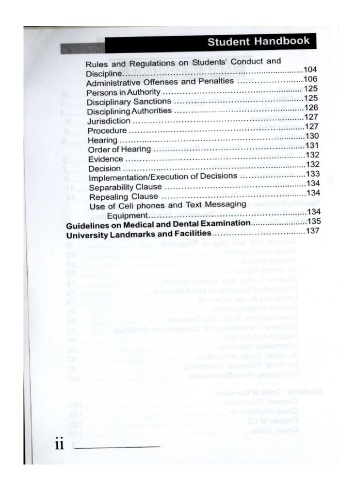 Student Handbook
Rules and Regulations on Students' Conduct and
Discipline..........104
Administrative Offenses and Penalties..........106
Persons in Authority..........125
Disciplinary Sanctions..........125
Disciplining Authorities..........126
Jurisdiction..........127
Procedure..........127
Hearing..........130
Order of Hearing..........131
Evidence..........132
Decision..........132
Implementation/Execution of Decisions..........133
Separability Clause..........134
Repealing Clause..........134
Use of Cell phones and Text Messaging
Equipment..........134
Guidelines on Medical and Dental Examination..........135
University Landmarks and Facilities..........137
ii